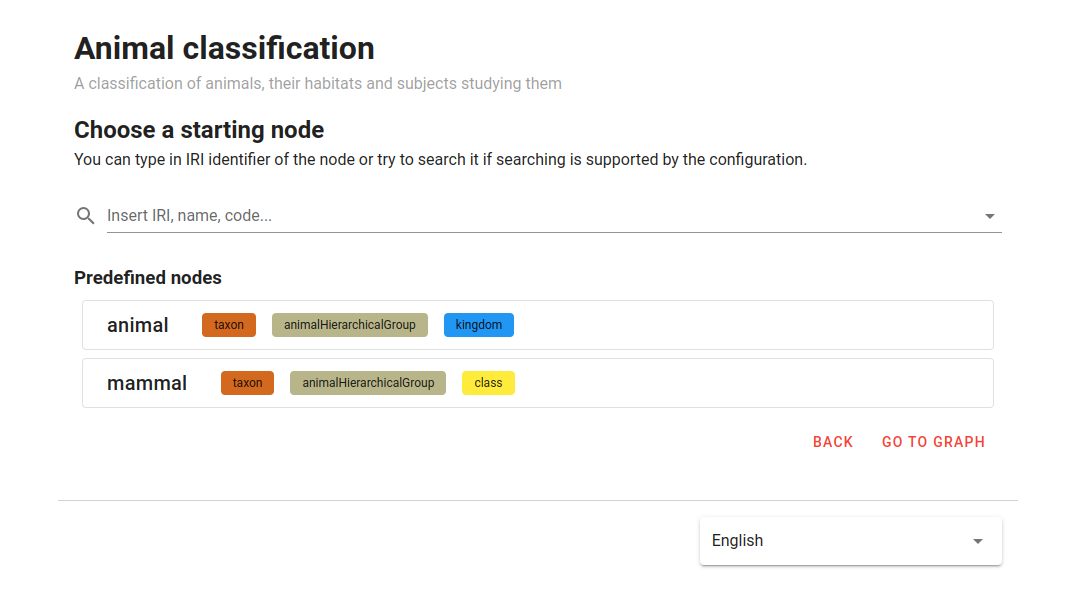 Animal classification
A classification of animals, their habitats and subjects studying them
Choose a starting node
You can type in IRI identifier of the node or try to search it if searching is supported by the configuration.
Insert IRI, name, code...
Predefined nodes
animal taxon animalHierarchicalGroup kingdom
mammal taxon animalHierarchicalGroup class
BACK GO TO GRAPH
English